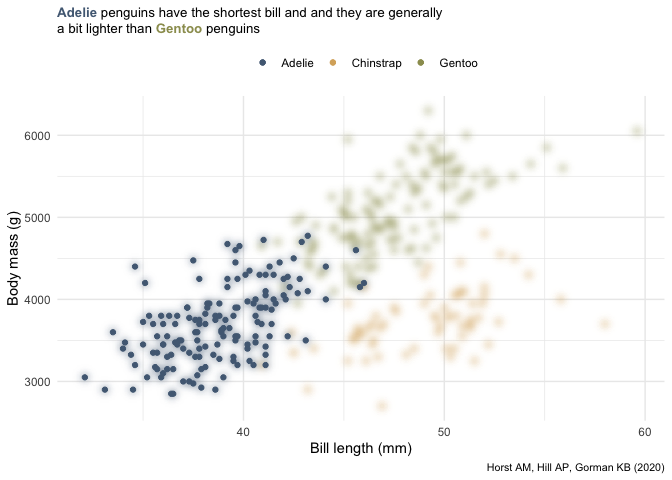 Adelie penguins have the shortest bill and and they are generally
a bit lighter than Gentoo penguins
Adelie Chinstrap Gentoo
6000
5000
4000
3000
Body mass (g)
40 50 60
Bill length (mm)
Horst AM, Hill AP, Gorman KB (2020)